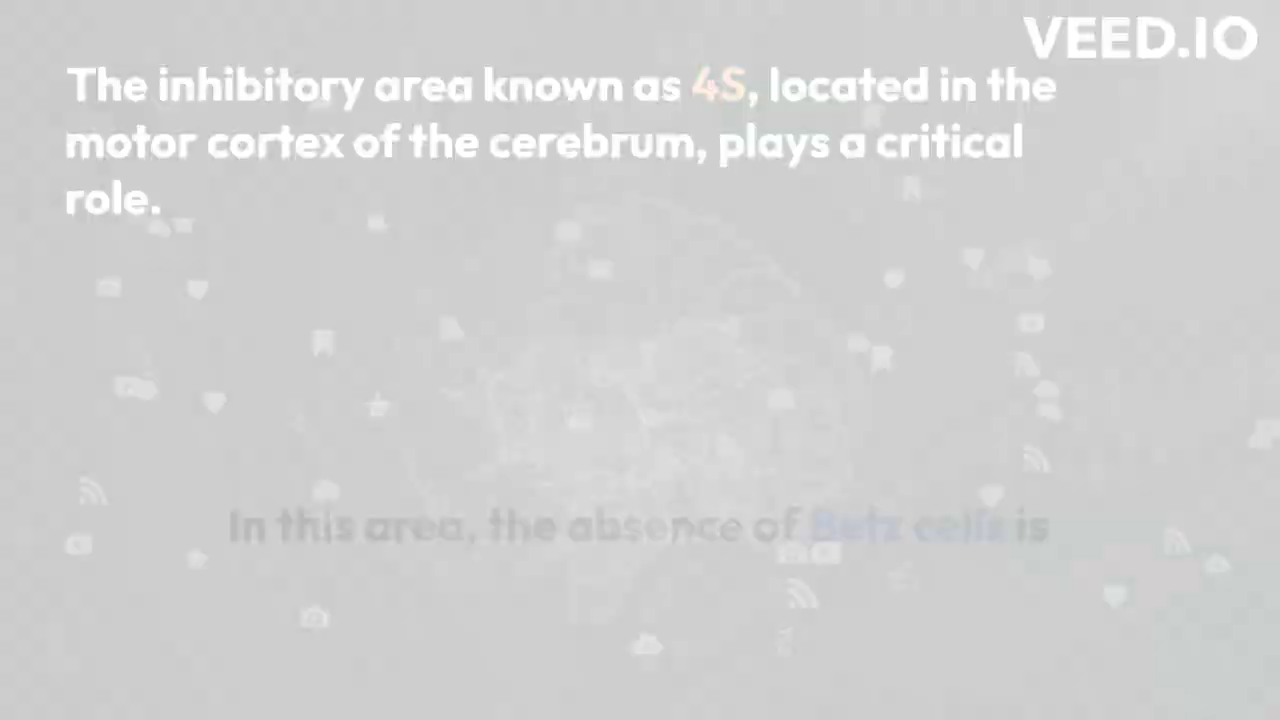 VEED.IO
The inhibitory area known as 4S, located in the
motor cortex of the cerebrum, plays a critical
role.
In this area, the absence of Betz cells is